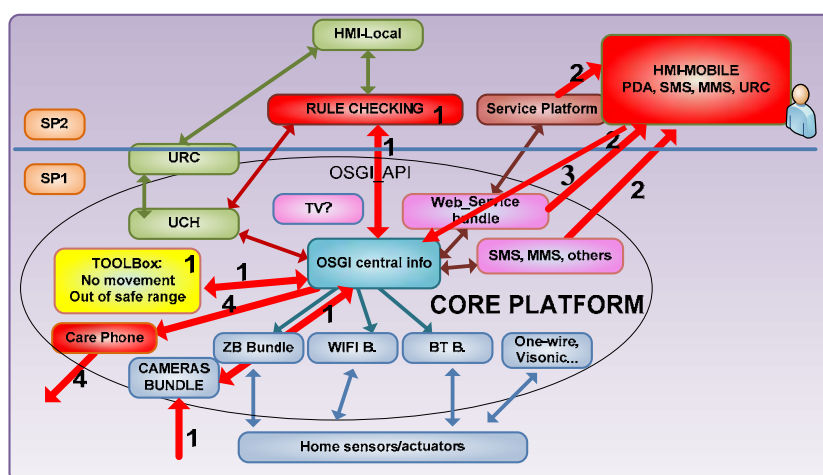 HMI-Local
HMI-MOBILE
PDA, SMS, MMS, URC
2
RULE CHECKING 1
Service Platform
SP2
1
2
URC
OSGI_API
3
SP1
2
TV?
Web_Service
bundle
UCH
OSGI central info
SMS, MMS, others
TOOLBox: 1
No movement
Out of safe range
1
4
1
CORE PLATFORM
Care Phone
ZB Bundle
WIFI B.
BT B.
One-wire,
Visonic...
4
CAMERAS
BUNDLE
1
Home sensors/actuators